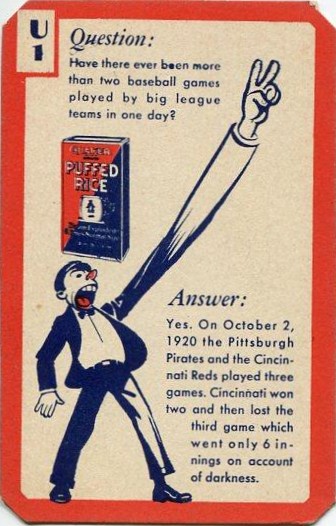 U
1
Question:
Have there ever been more
than two baseball games
played by big league
teams in one day?
QUAKER
PUFFED
RICE
Answer:
Yes. On October 2,
1920 the Pittsburgh
Pirates and the Cincin-
nati Reds played three
games. Cincinnati won
two and then lost the
third game which
went only 6 in-
nings on account
of darkness.